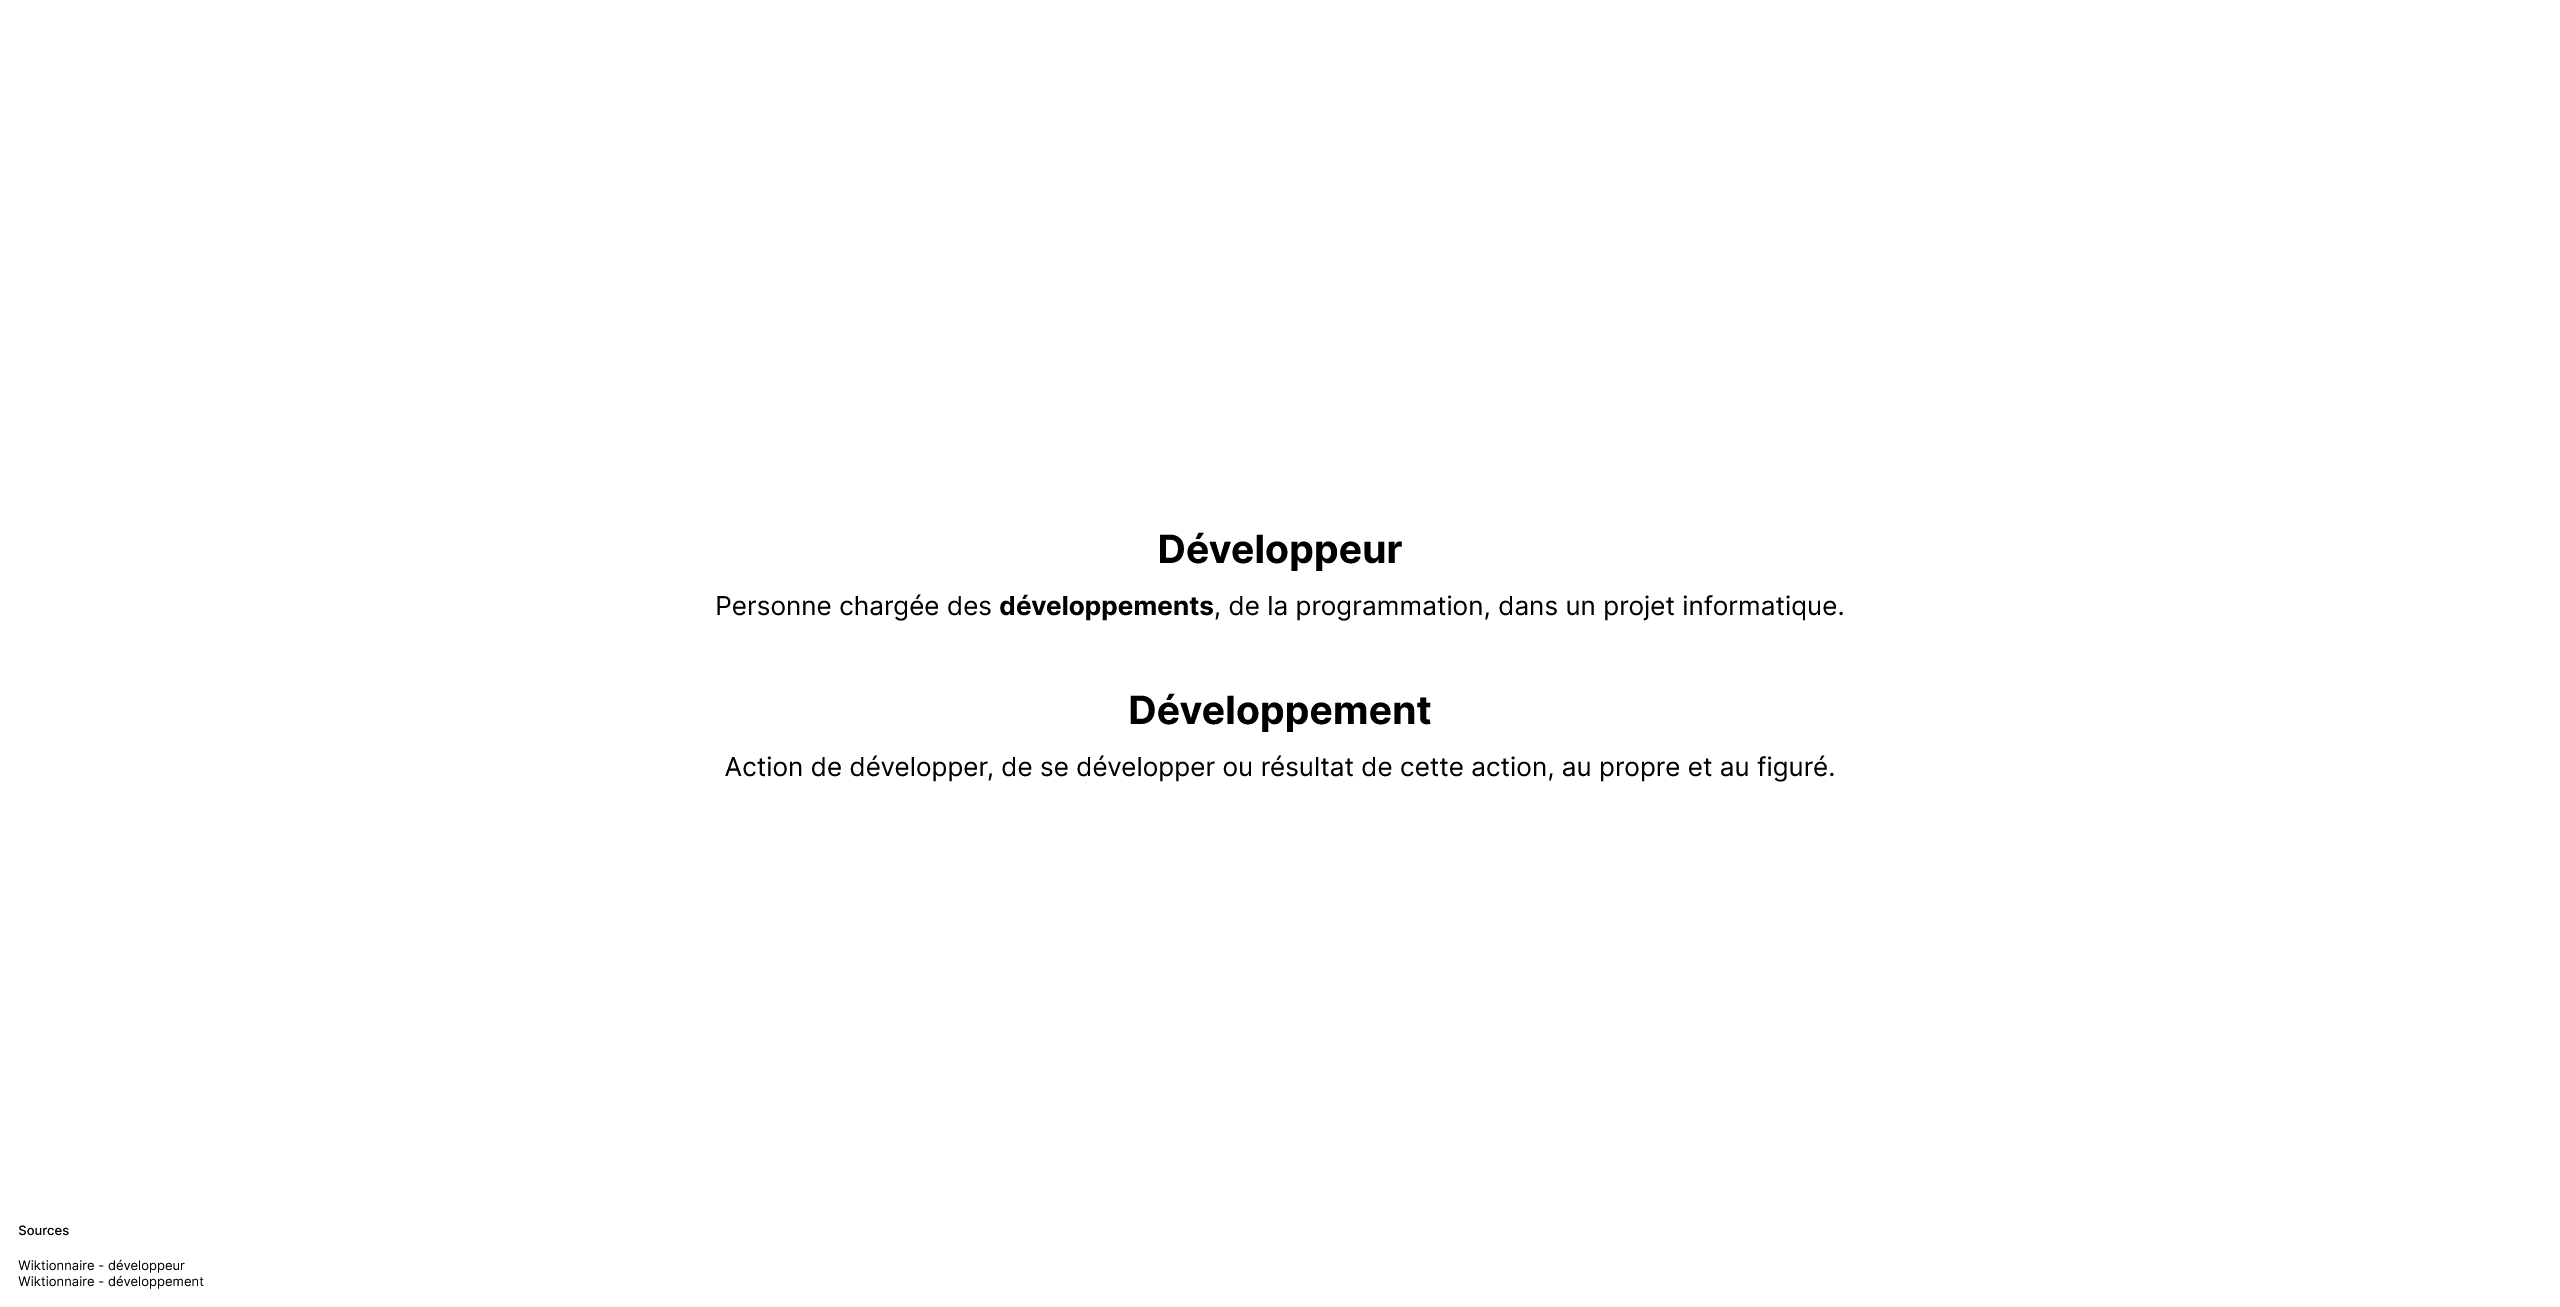 Développeur
Personne chargée des développements, de la programmation, dans un projet informatique.
Développement
Action de développer, de se développer ou résultat de cette action, au propre et au figuré.
Sources
Wiktionnaire - développeur
Wiktionnaire - développement